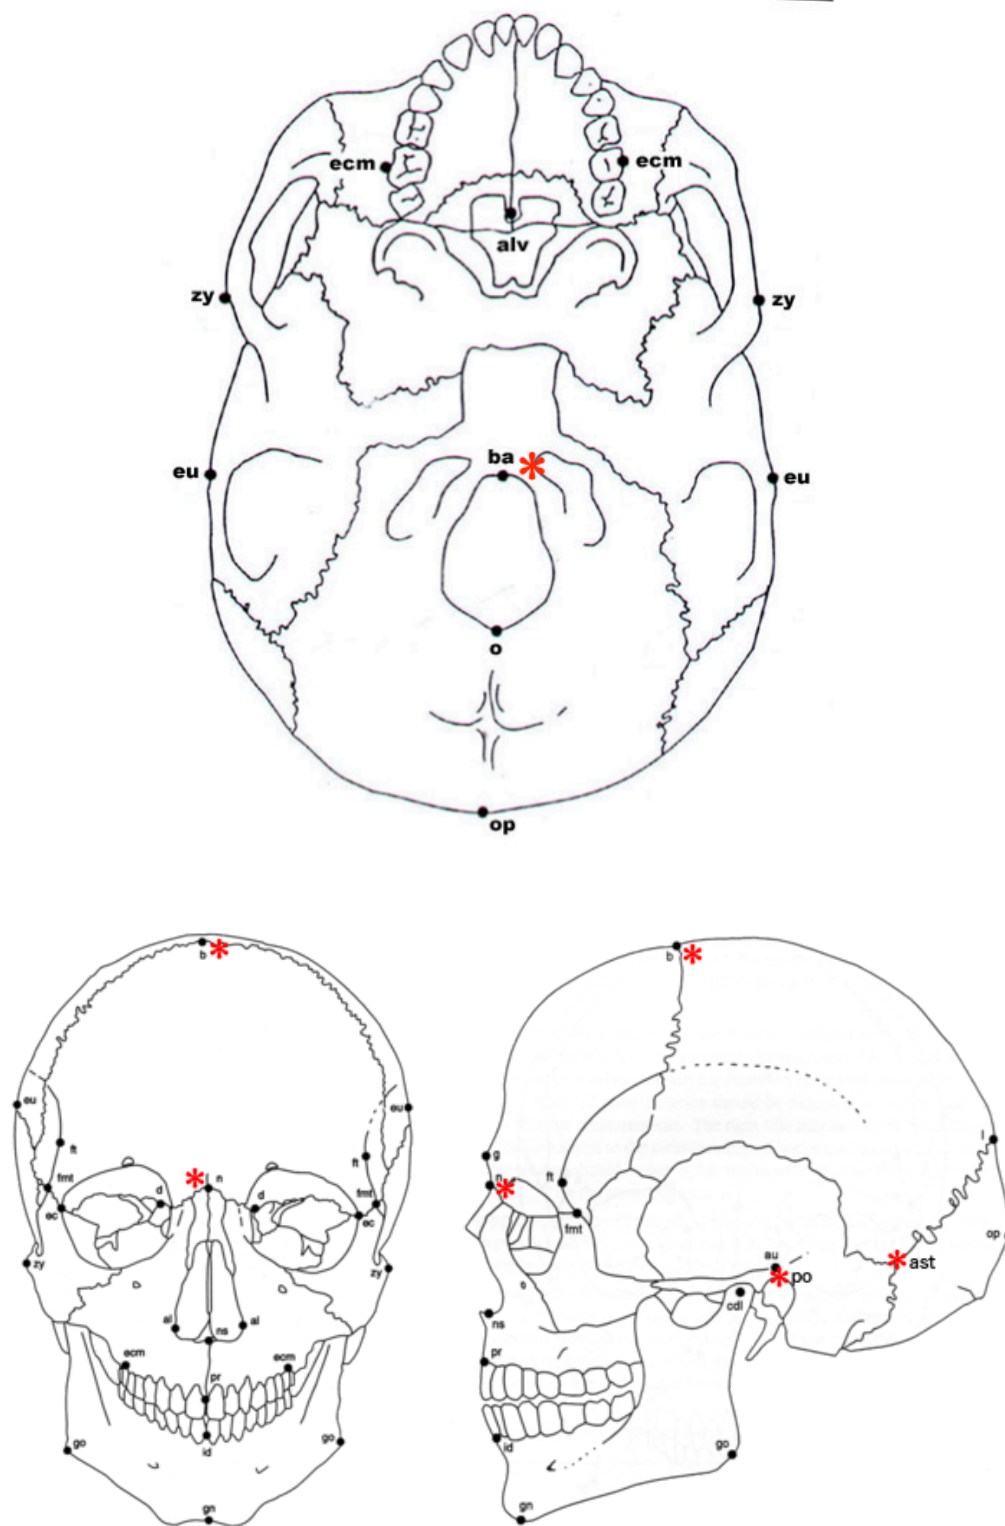 ecm ecm
alv
zy zy
ba *
eu eu
o
op
b *
eu eu
ft ft
fmt fmt
* n
d d
ec ec
zy zy
al ns al
ecm ecm
pr
id
go go
gn
b *
g
n *
ft
fmt
l
op
au
* po
* ast
cdl
ns
pr
id
go
gn